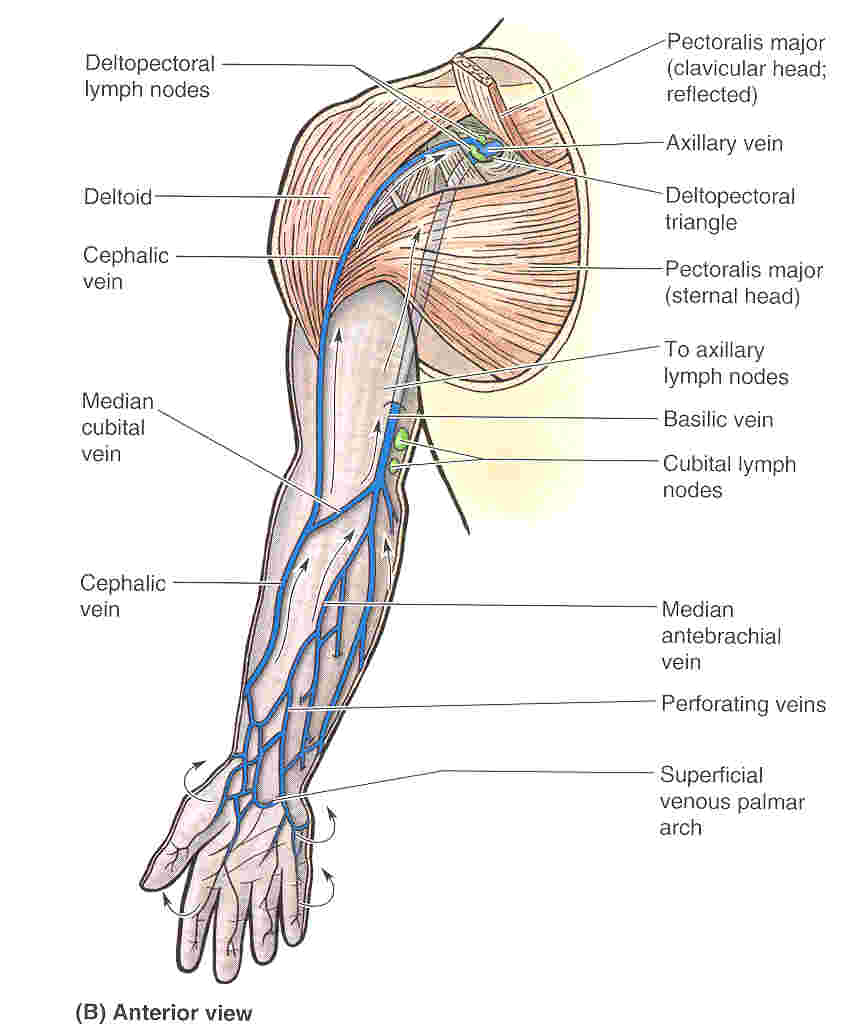 Deltopectoral
lymph nodes
Deltoid
Cephalic
vein
Median
cubital
vein
Cephalic
vein
Pectoralis major
(clavicular head;
reflected)
Axillary vein
Deltopectoral
triangle
Pectoralis major
(sternal head)
To axillary
lymph nodes
Basilic vein
Cubital lymph
nodes
Median
antebrachial
vein
Perforating veins
Superficial
venous palmar
arch
(B) Anterior view